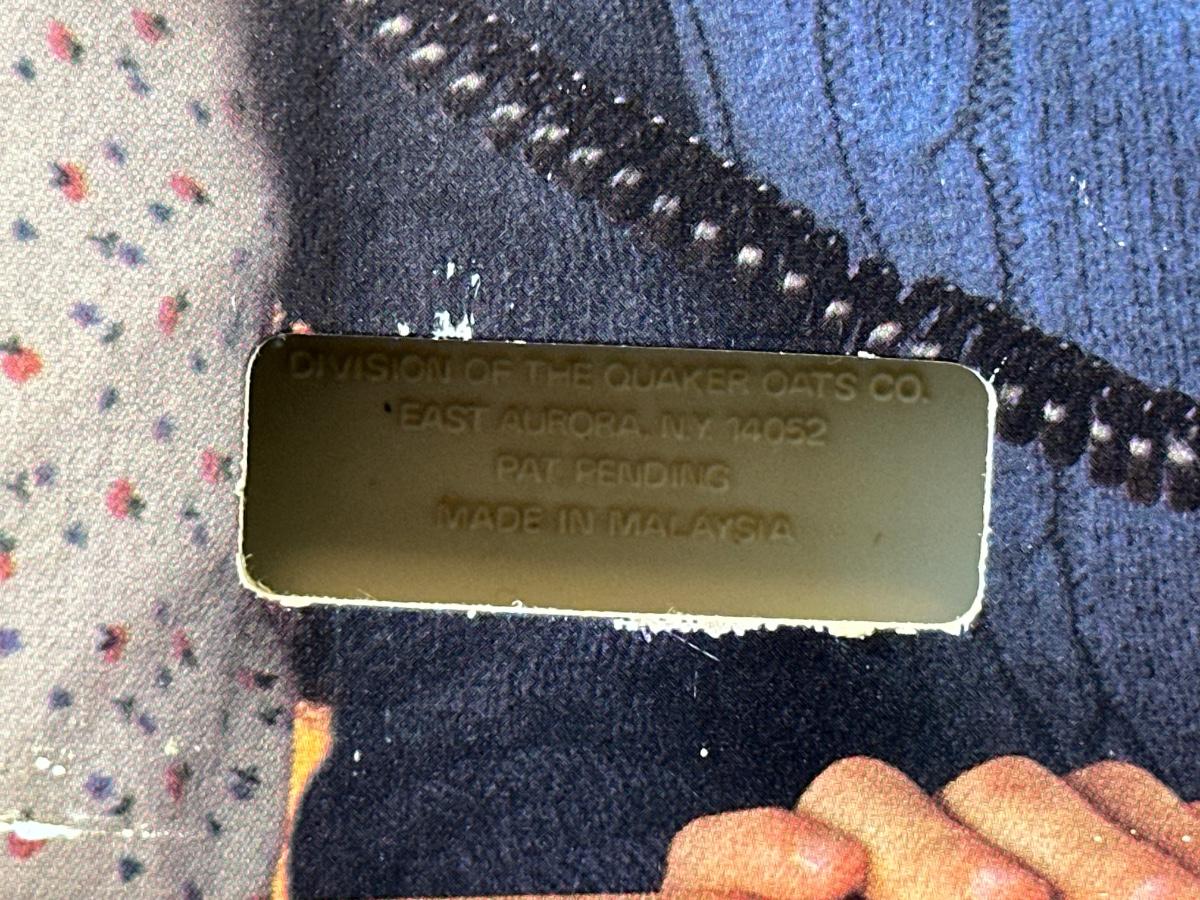 DIVISION OF THE QUAKER OATS CO.
EAST AURORA, N.Y. 14052
PAT. PENDING
MADE IN MALAYSIA